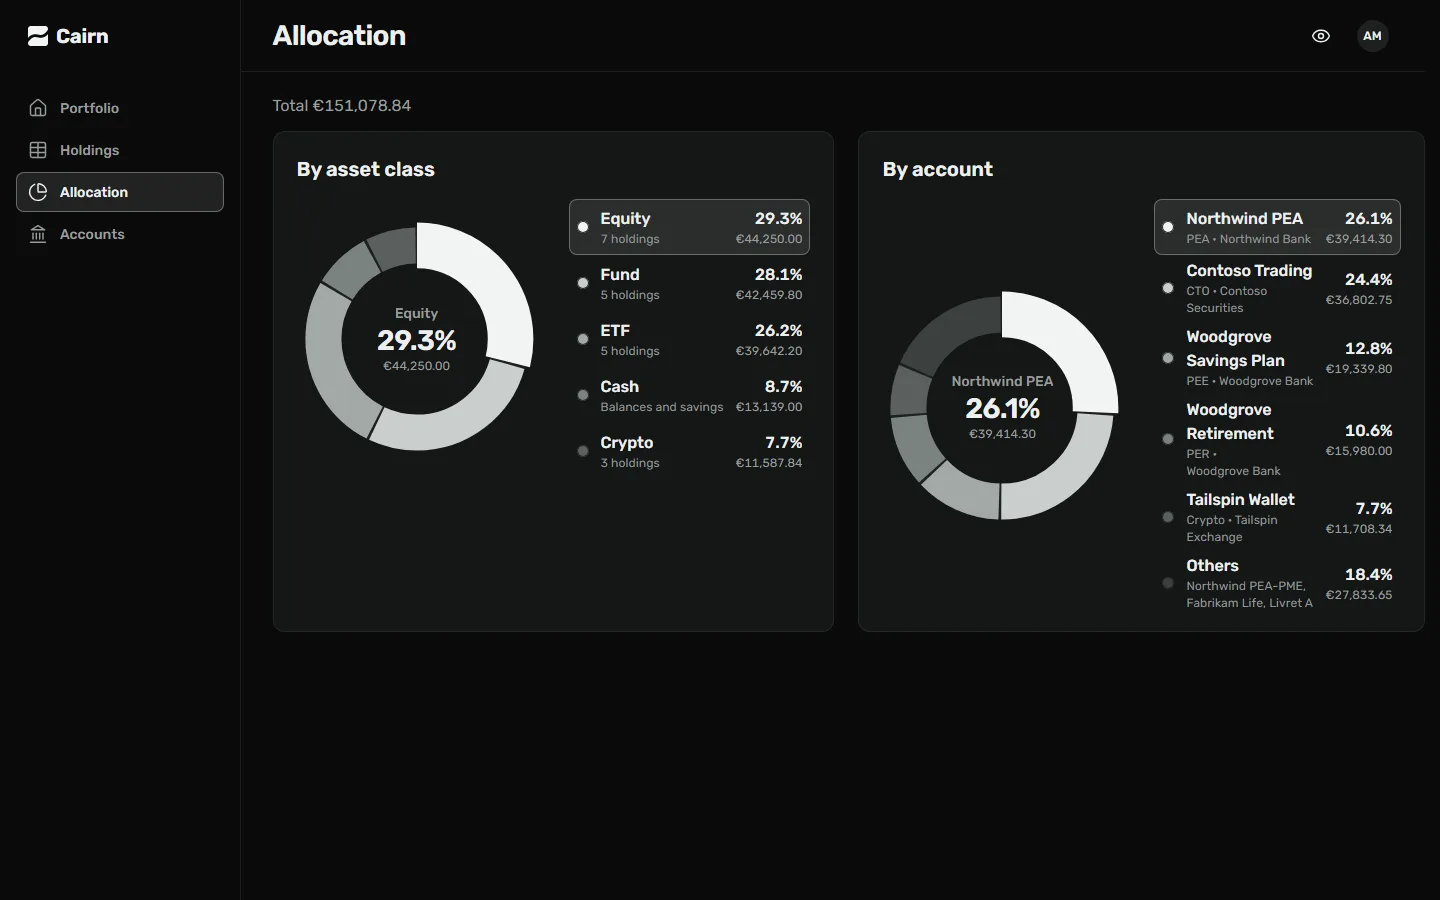 Cairn
Portfolio
Holdings
Allocation
Accounts
Allocation
AM
Total €151,078.84
By asset class
Equity
29.3%
€44,250.00
Equity 29.3%
7 holdings €44,250.00
Fund 28.1%
5 holdings €42,459.80
ETF 26.2%
5 holdings €39,642.20
Cash 8.7%
Balances and savings €13,139.00
Crypto 7.7%
3 holdings €11,587.84
By account
Northwind PEA
26.1%
€39,414.30
Northwind PEA 26.1%
PEA • Northwind Bank €39,414.30
Contoso Trading 24.4%
CTO • Contoso
Securities
€36,802.75
Woodgrove
Savings Plan 12.8%
PEE • Woodgrove Bank €19,339.80
Woodgrove
Retirement 10.6%
PER •
Woodgrove Bank
€15,980.00
Tailspin Wallet 7.7%
Crypto • Tailspin
Exchange
€11,708.34
Others 18.4%
Northwind PEA-PME,
Fabrikam Life, Livret A
€27,833.65